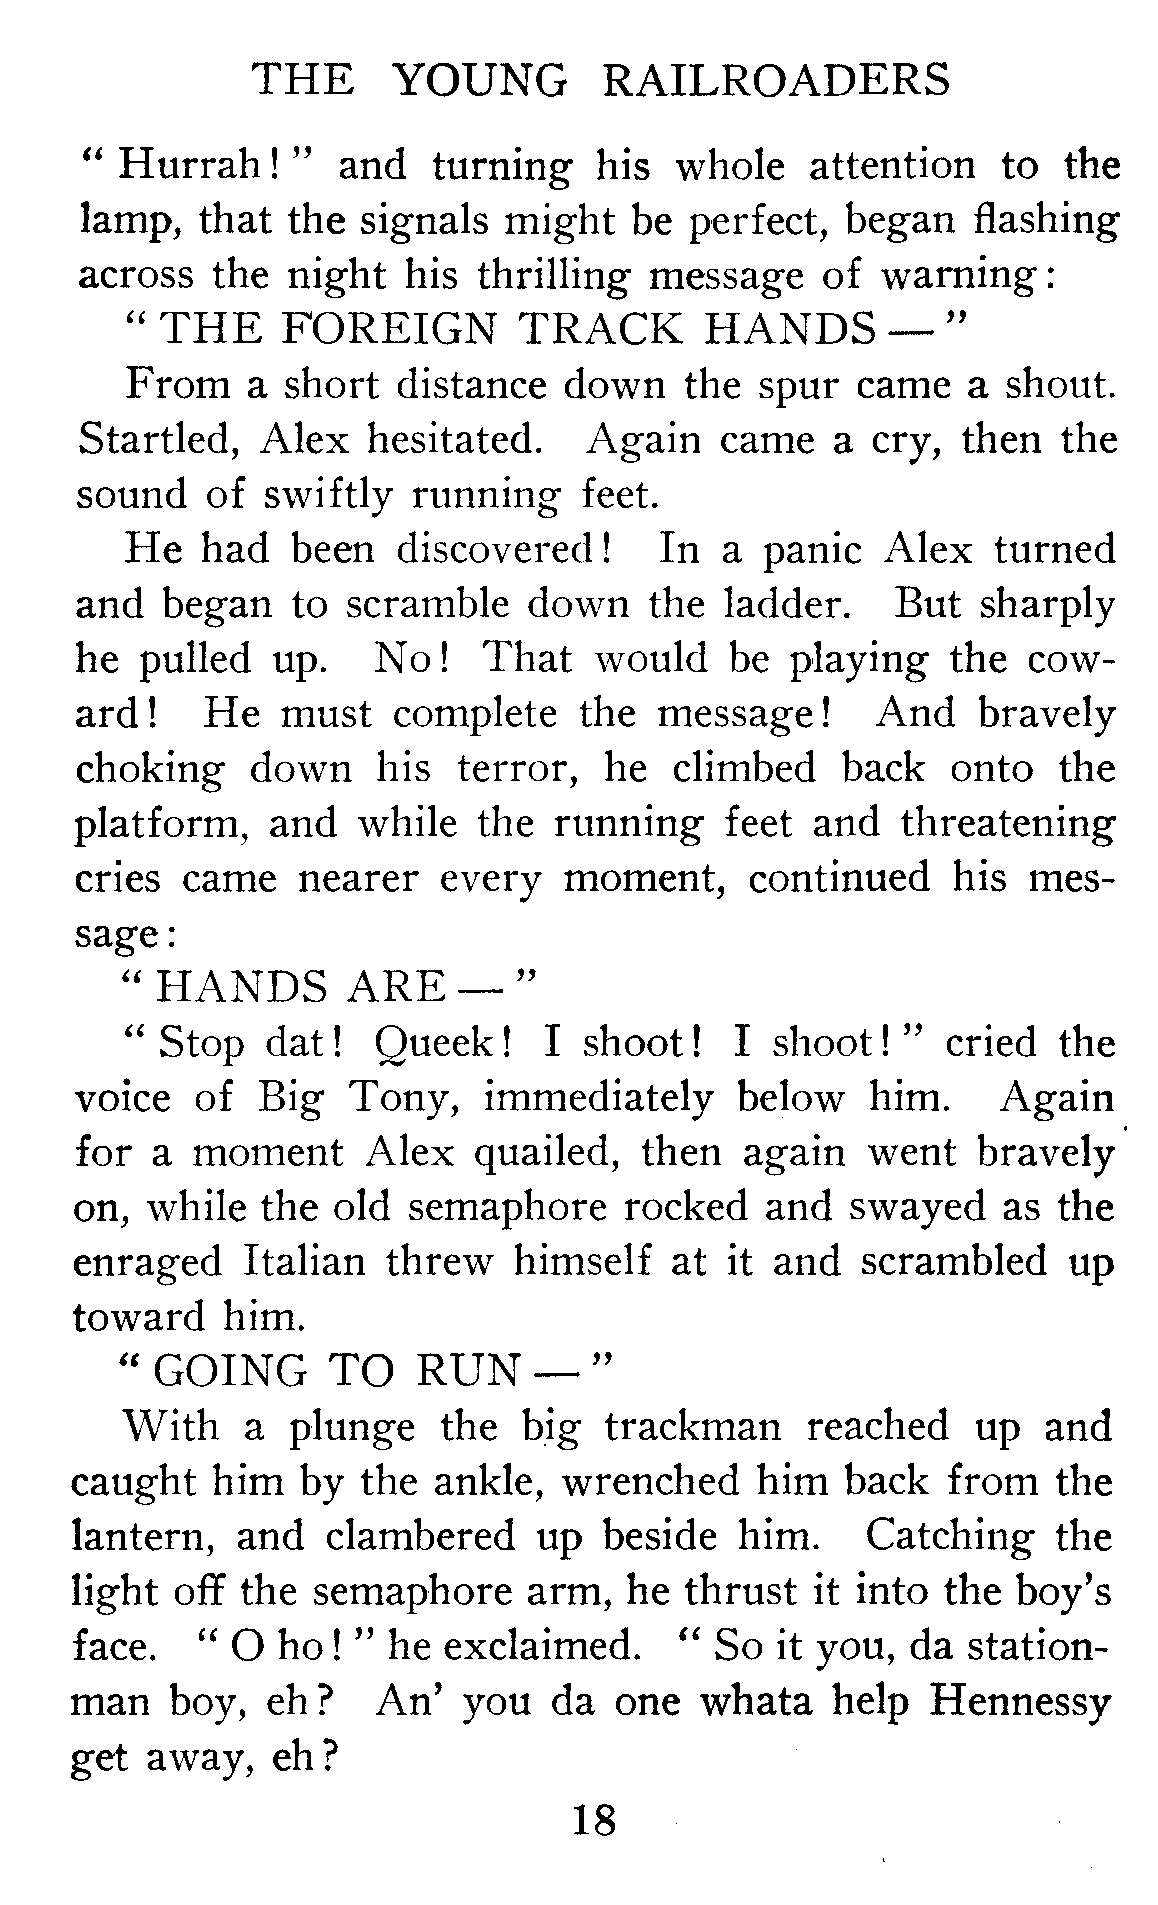 THE YOUNG RAILROADERS
“ Hurrah! ” and turning his whole attention to the
lamp, that the signals might be perfect, began flashing
across the night his thrilling message of warning:
“ THE FOREIGN TRACK HANDS — ”
From a short distance down the spur came a shout.
Startled, Alex hesitated. Again came a cry, then the
sound of swiftly running feet.
He had been discovered! In a panic Alex turned
and began to scramble down the ladder. But sharply
he pulled up. No! That would be playing the cow-
ard! He must complete the message! And bravely
choking down his terror, he climbed back onto the
platform, and while the running feet and threatening
cries came nearer every moment, continued his mes-
sage:
“ HANDS ARE — ”
“ Stop dat! Queek! I shoot! I shoot! ” cried the
voice of Big Tony, immediately below him. Again
for a moment Alex quailed, then again went bravely
on, while the old semaphore rocked and swayed as the
enraged Italian threw himself at it and scrambled up
toward him.
“ GOING TO RUN — ”
With a plunge the big trackman reached up and
caught him by the ankle, wrenched him back from the
lantern, and clambered up beside him. Catching the
light off the semaphore arm, he thrust it into the boy’s
face. “ O ho! ” he exclaimed. “ So it you, da station-
man boy, eh? An’ you da one whata help Hennessy
get away, eh?
18